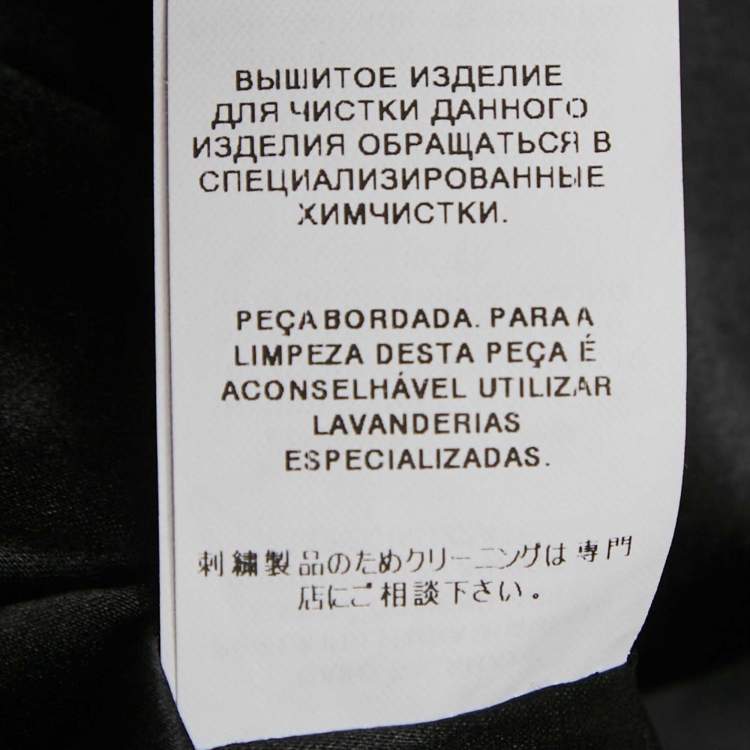 ВЫШИТОЕ ИЗДЕЛИЕ
ДЛЯ ЧИСТКИ ДАННОГО
ИЗДЕЛИЯ ОБРАЩАТЬСЯ В
СПЕЦИАЛИЗИРОВАННЫЕ
ХИМЧИСТКИ.
PEÇA BORDADA. PARA A
LIMPEZA DESTA PEÇA É
ACONSELHÁVEL UTILIZAR
LAVANDERIAS
ESPECIALIZADAS.
刺繍製品のためクリーニングは専門
店にご相談下さい。